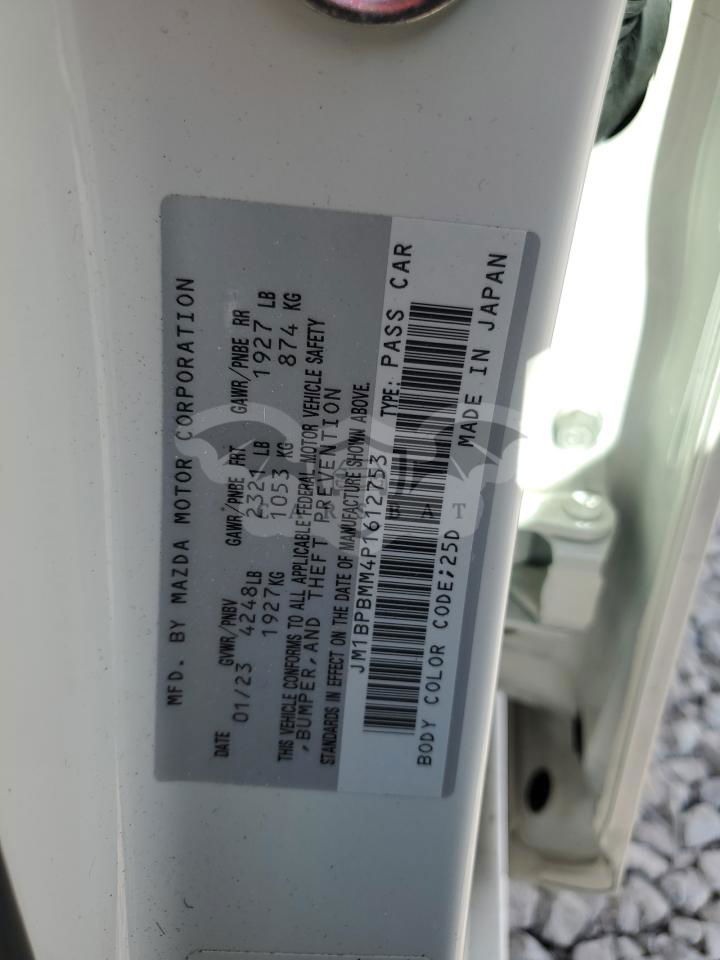 MFD. BY MAZDA MOTOR CORPORATION
DATE GVWR/PNBV GAWR/PNBE FRT GAWR/PNBE RR
01/23 4248LB 2321 LB 1927 LB
1927KG 1053 KG 874 KG
THIS VEHICLE CONFORMS TO ALL APPLICABLE FEDERAL MOTOR VEHICLE SAFETY
,BUMPER,AND THEFT PREVENTION
STANDARDS IN EFFECT ON THE DATE OF MANUFACTURE SHOWN ABOVE.
JM1BPBMM4P1612753 TYPE: PASS CAR
BODY COLOR CODE;25D MADE IN JAPAN